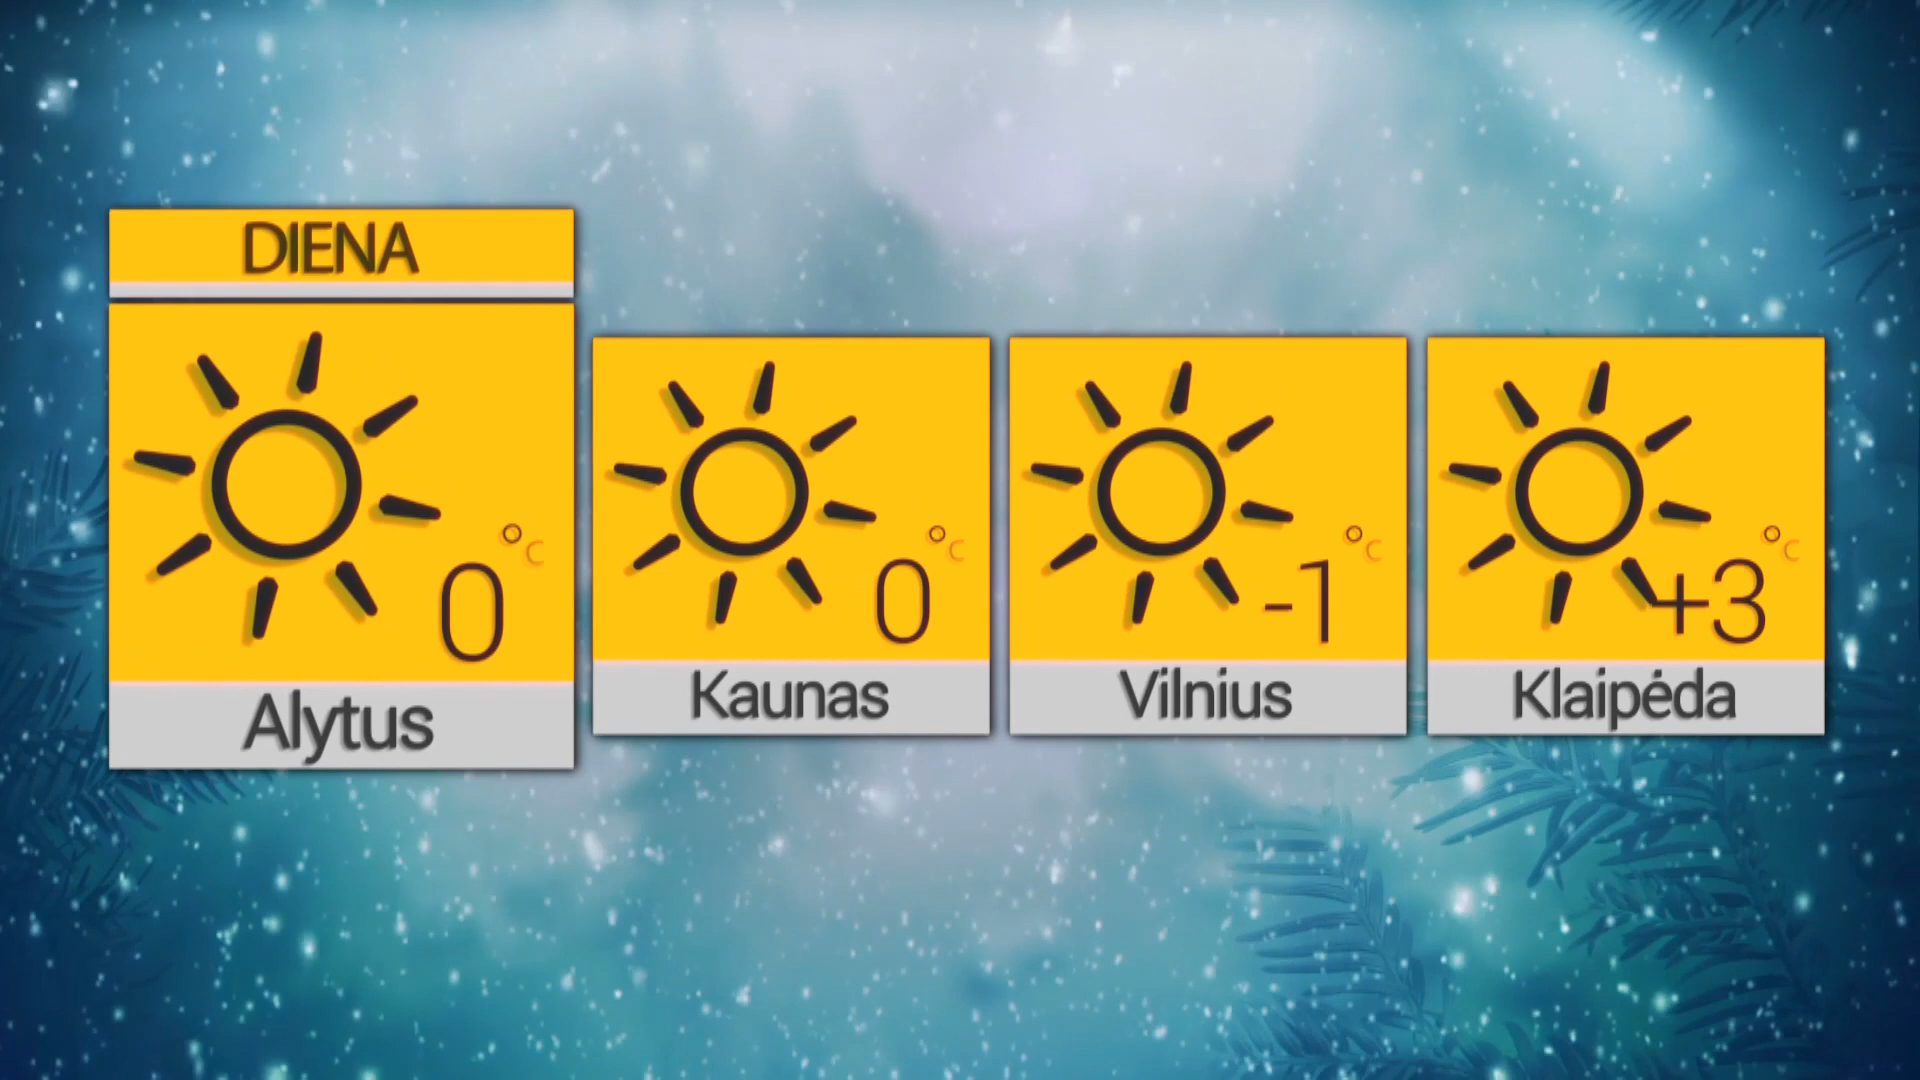 DIENA
0 °C
Alytus
0 °C
Kaunas
-1 °C
Vilnius
+3 °C
Klaipėda